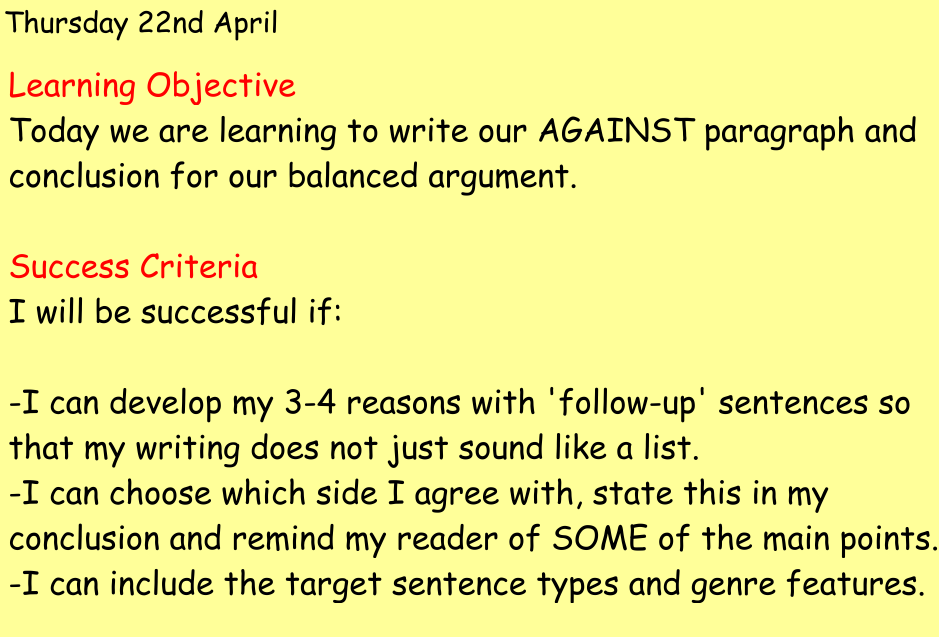 Thursday 22nd April
Learning Objective
Today we are learning to write our AGAINST paragraph and
conclusion for our balanced argument.
Success Criteria
I will be successful if:
-I can develop my 3-4 reasons with 'follow-up' sentences so
that my writing does not just sound like a list.
-I can choose which side I agree with, state this in my
conclusion and remind my reader of SOME of the main points.
-I can include the target sentence types and genre features.